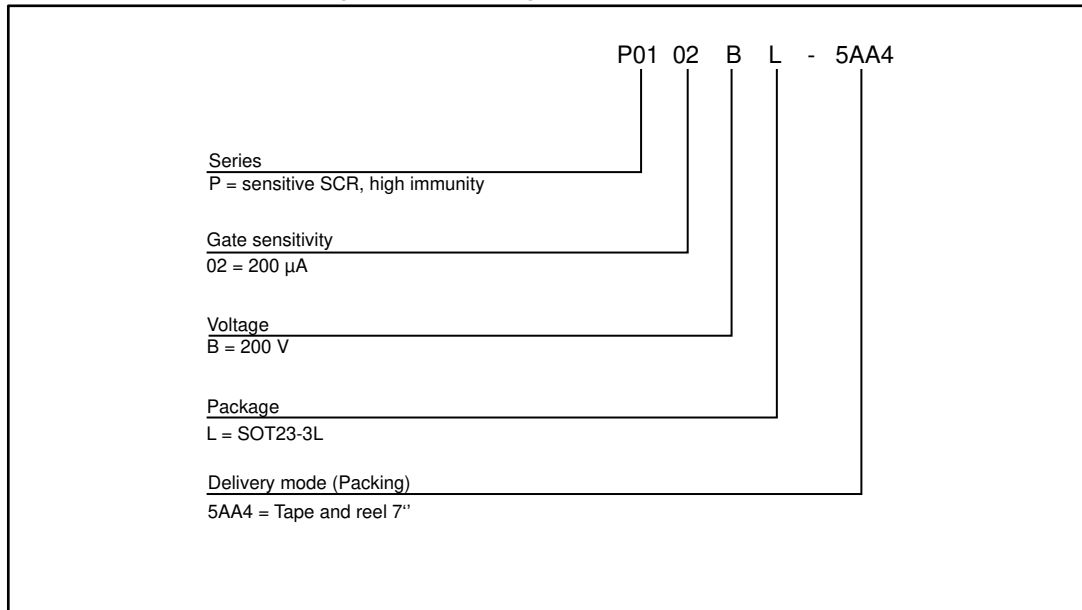 P01 02 B L - 5AA4
Series
P = sensitive SCR, high immunity
Gate sensitivity
02 = 200 µA
Voltage
B = 200 V
Package
L = SOT23-3L
Delivery mode (Packing)
5AA4 = Tape and reel 7“”